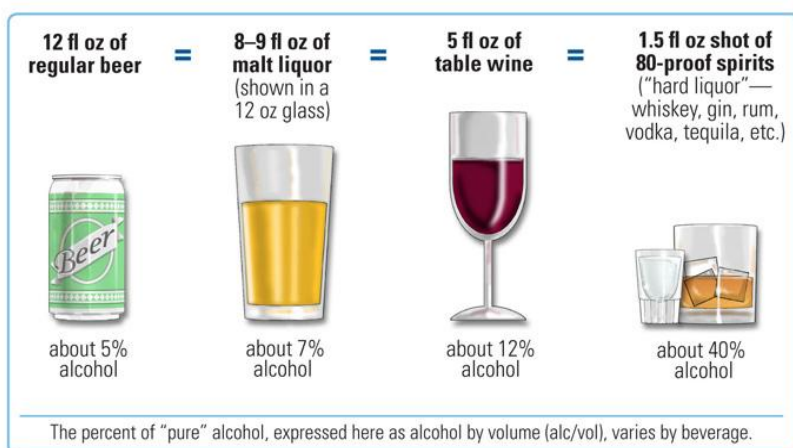 12 fl oz of
regular beer
=
8–9 fl oz of
malt liquor
(shown in a
12 oz glass)
=
5 fl oz of
table wine
=
1.5 fl oz shot of
80-proof spirits
(“hard liquor”—
whiskey, gin, rum,
vodka, tequila, etc.)
Beer
about 5%
alcohol
about 7%
alcohol
about 12%
alcohol
about 40%
alcohol
The percent of “pure” alcohol, expressed here as alcohol by volume (alc/vol), varies by beverage.